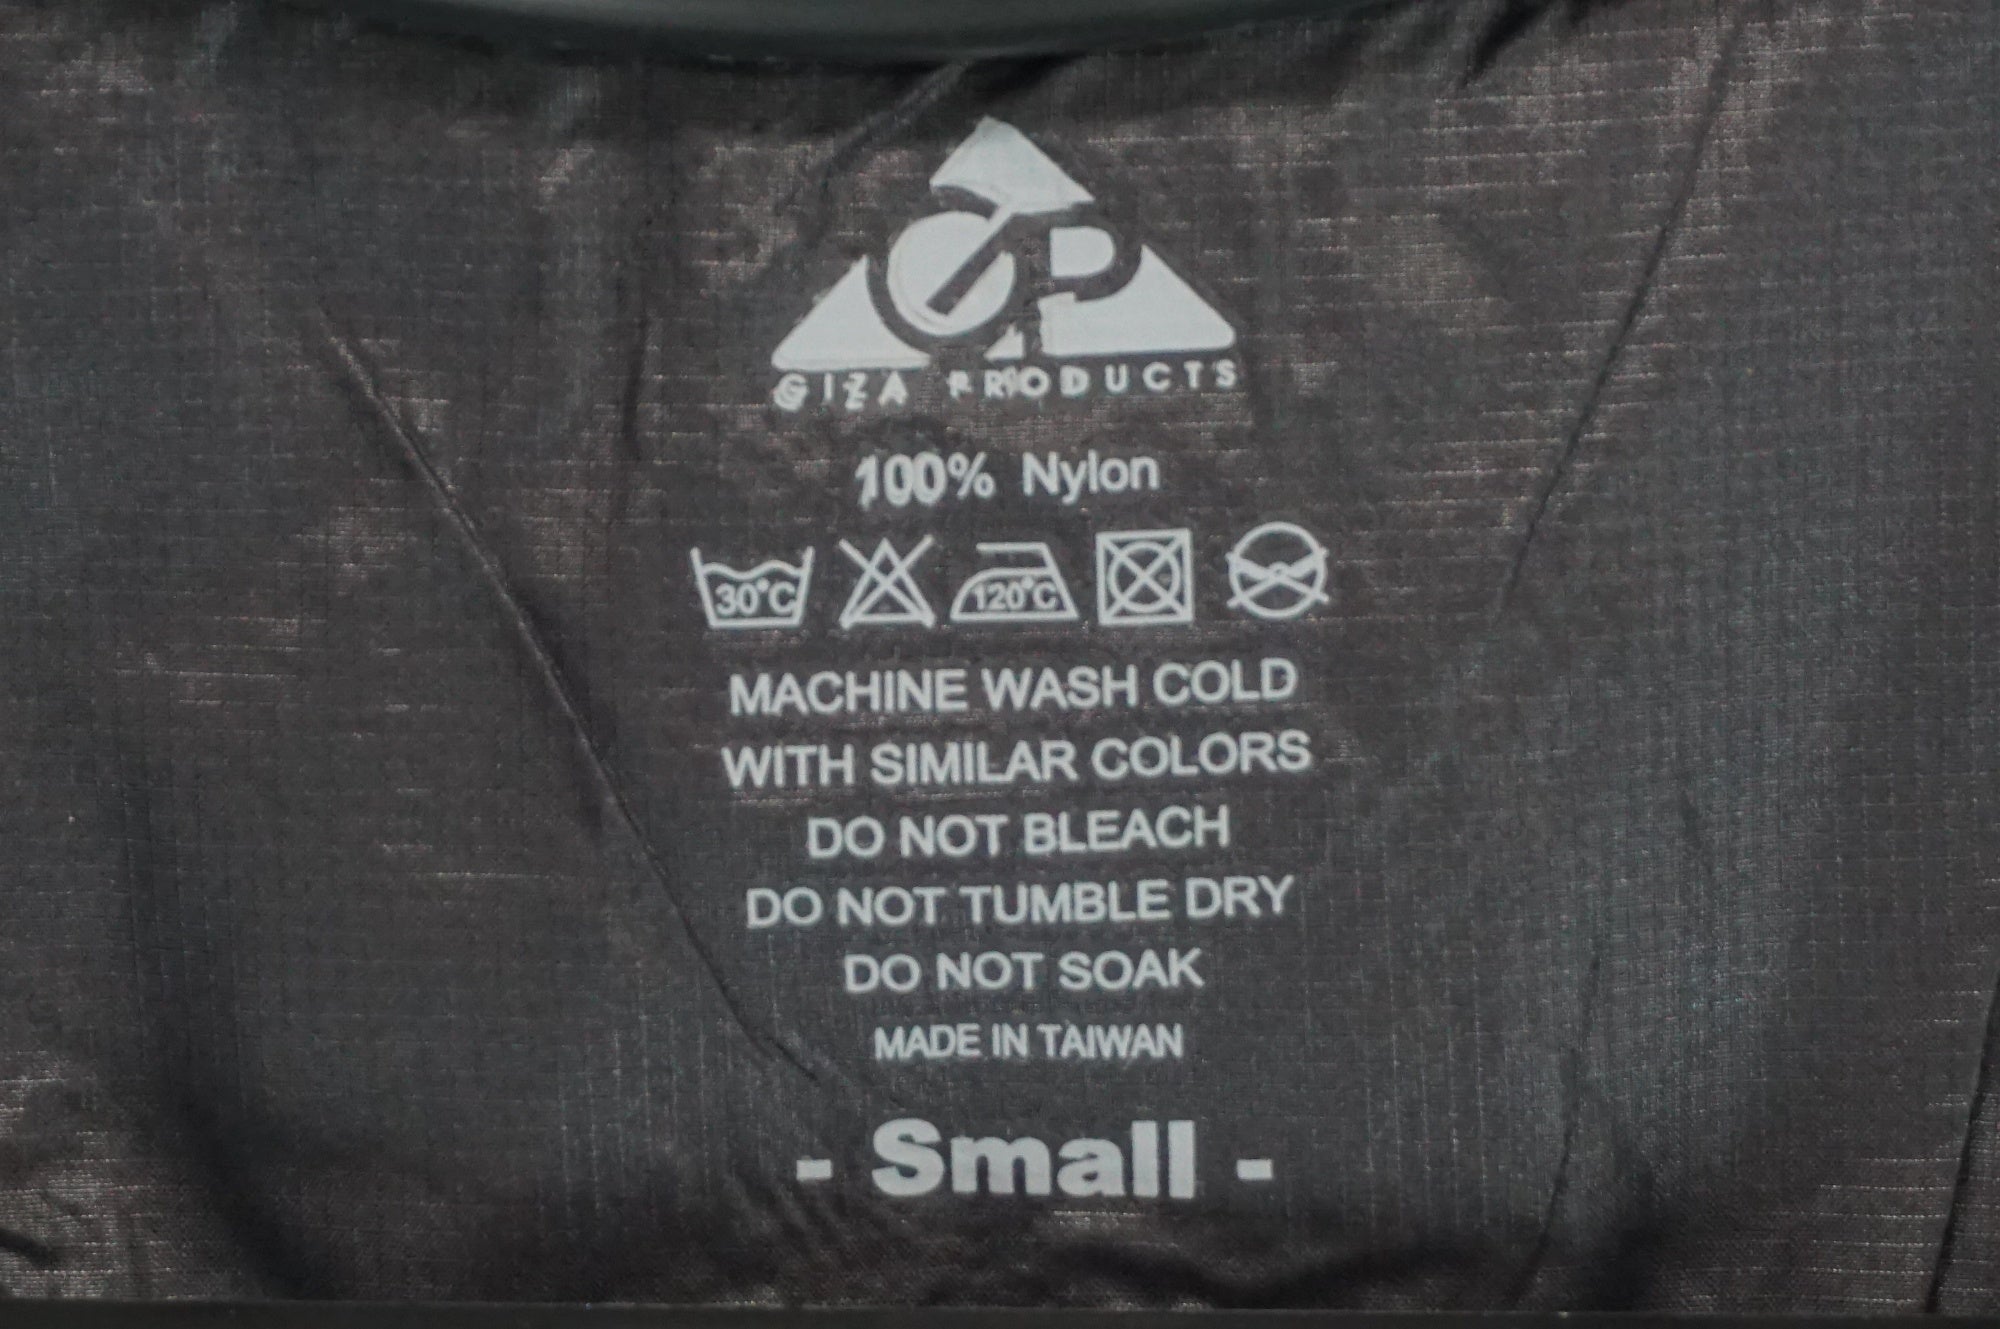 GP
GIZA PRODUCTS
100% Nylon
30°C 120°C
MACHINE WASH COLD
WITH SIMILAR COLORS
DO NOT BLEACH
DO NOT TUMBLE DRY
DO NOT SOAK
MADE IN TAIWAN
- Small -